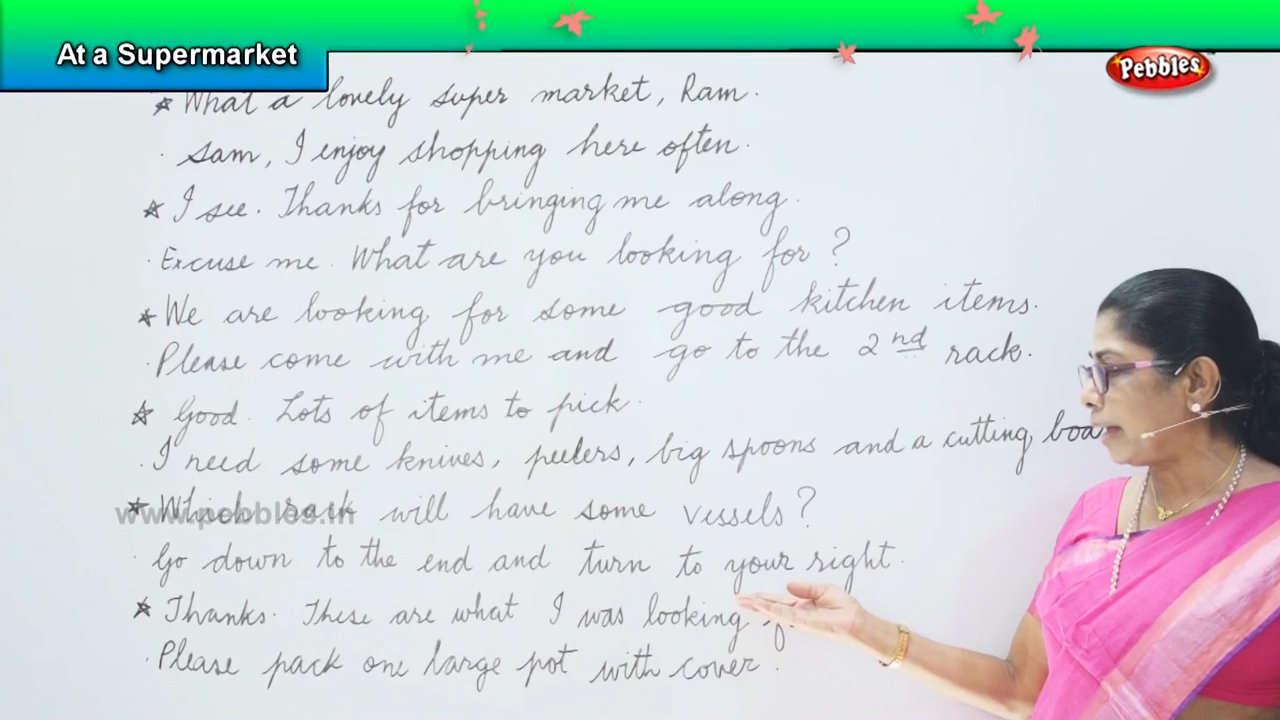 At a Supermarket
Pebbles
★ What a lovely super market, Ram.
. Sam, I enjoy shopping here often.
★ I see. Thanks for bringing me along.
. Excuse me. What are you looking for?
★ We are looking for some good kitchen items.
. Please come with me and go to the 2nd rack.
★ Good. Lots of items to pick.
. I need some knives, peelers, big spoons and a cutting boa
★ Which rack will have some vessels?
www.pebbles.in
. Go down to the end and turn to your right.
★ Thanks. These are what I was looking f
. Please pack one large pot with cover.